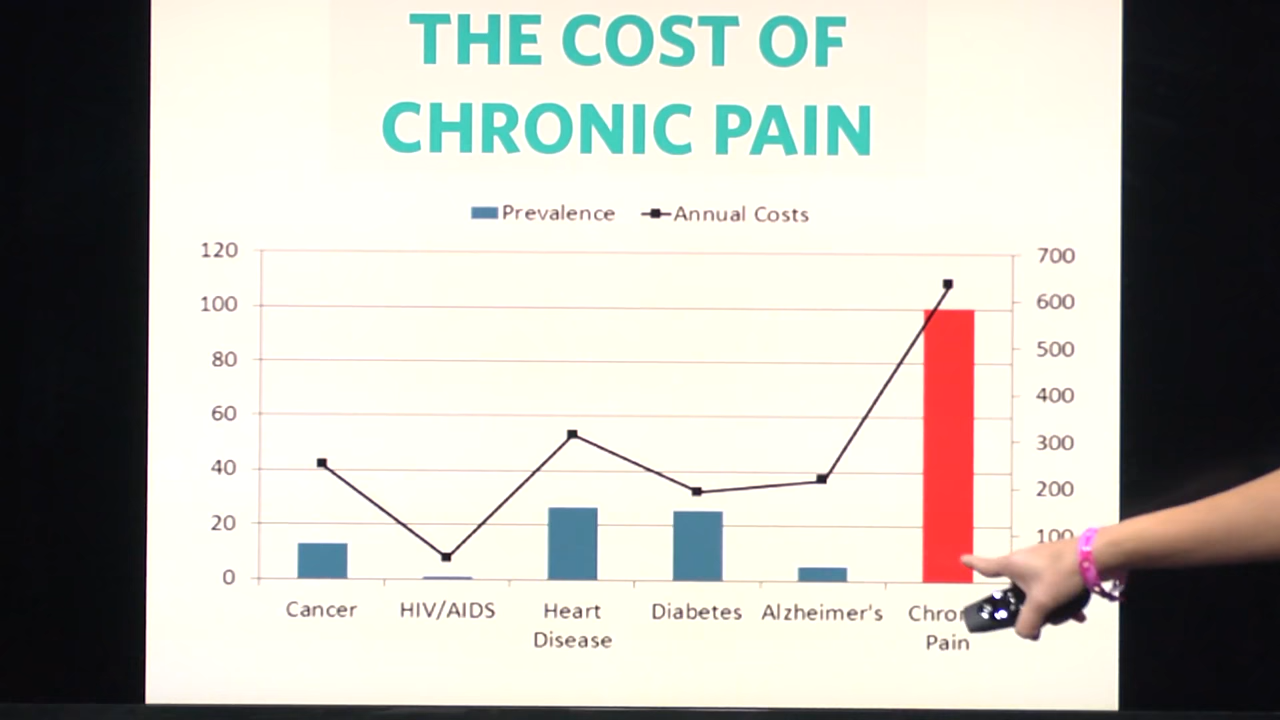 THE COST OF
CHRONIC PAIN
Prevalence Annual Costs
120 700
100 600
80 500
60 400
40 300
20 200
0 100
Cancer HIV/AIDS Heart Disease Diabetes Alzheimer's
Pain